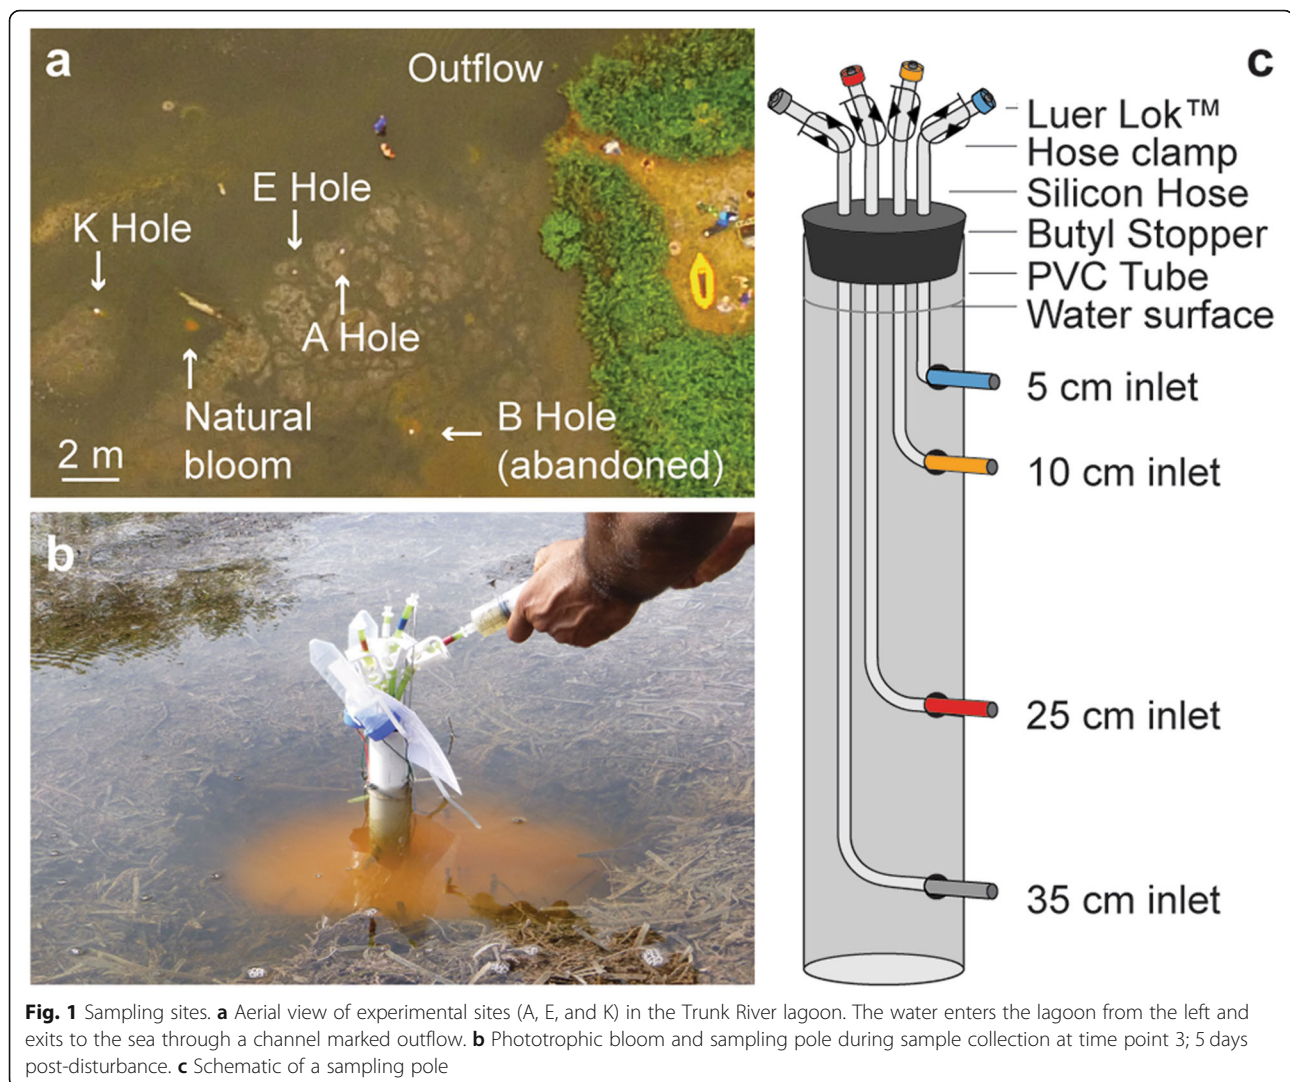 a
Outflow
E Hole
K Hole
A Hole
Natural
bloom
B Hole
(abandoned)
2 m
b
c
Luer Lok™
Hose clamp
Silicon Hose
Butyl Stopper
PVC Tube
Water surface
5 cm inlet
10 cm inlet
25 cm inlet
35 cm inlet
Fig. 1 Sampling sites. a Aerial view of experimental sites (A, E, and K) in the Trunk River lagoon. The water enters the lagoon from the left and
exits to the sea through a channel marked outflow. b Phototrophic bloom and sampling pole during sample collection at time point 3; 5 days
post-disturbance. c Schematic of a sampling pole